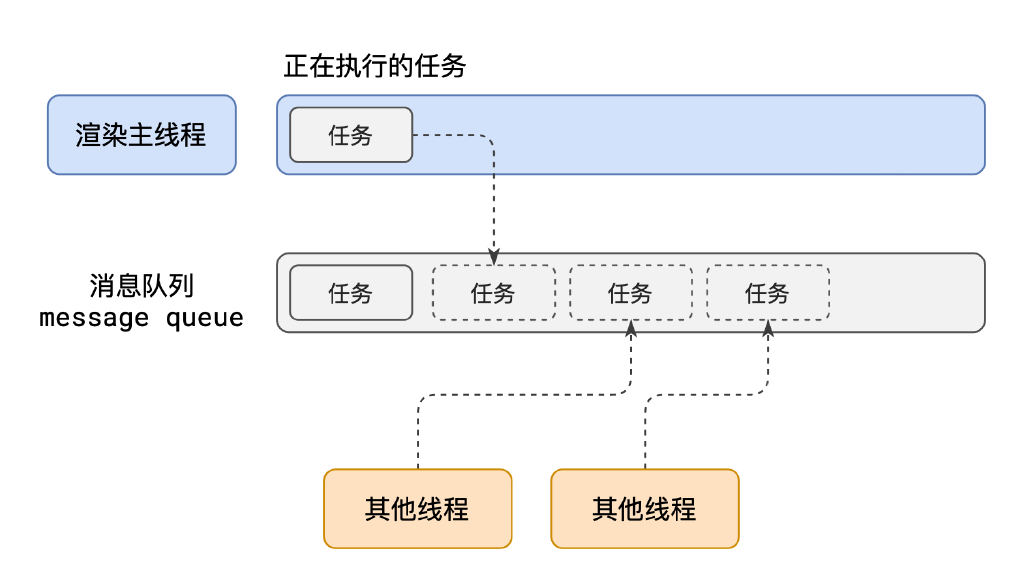 正在执行的任务
渲染主线程
任务
消息队列
message queue
任务
任务
任务
任务
其他线程
其他线程